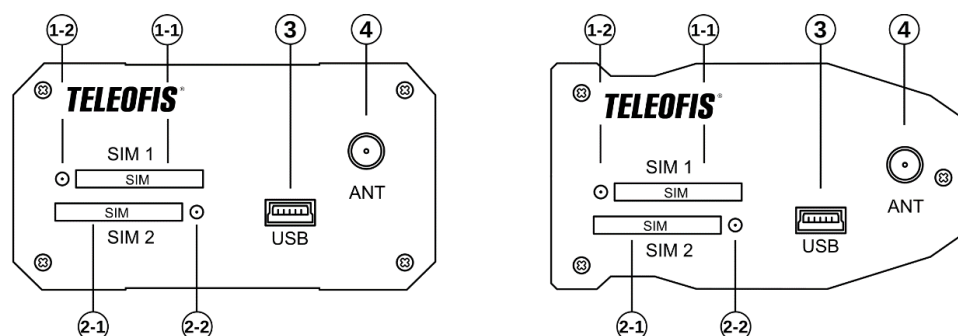 1-2 1-1 3 4
TELEOFIS®
SIM 1
SIM
SIM
SIM 2
USB
ANT
2-1 2-2
1-2 1-1 3 4
TELEOFIS®
SIM 1
SIM
SIM 2
USB
ANT
2-1 2-2